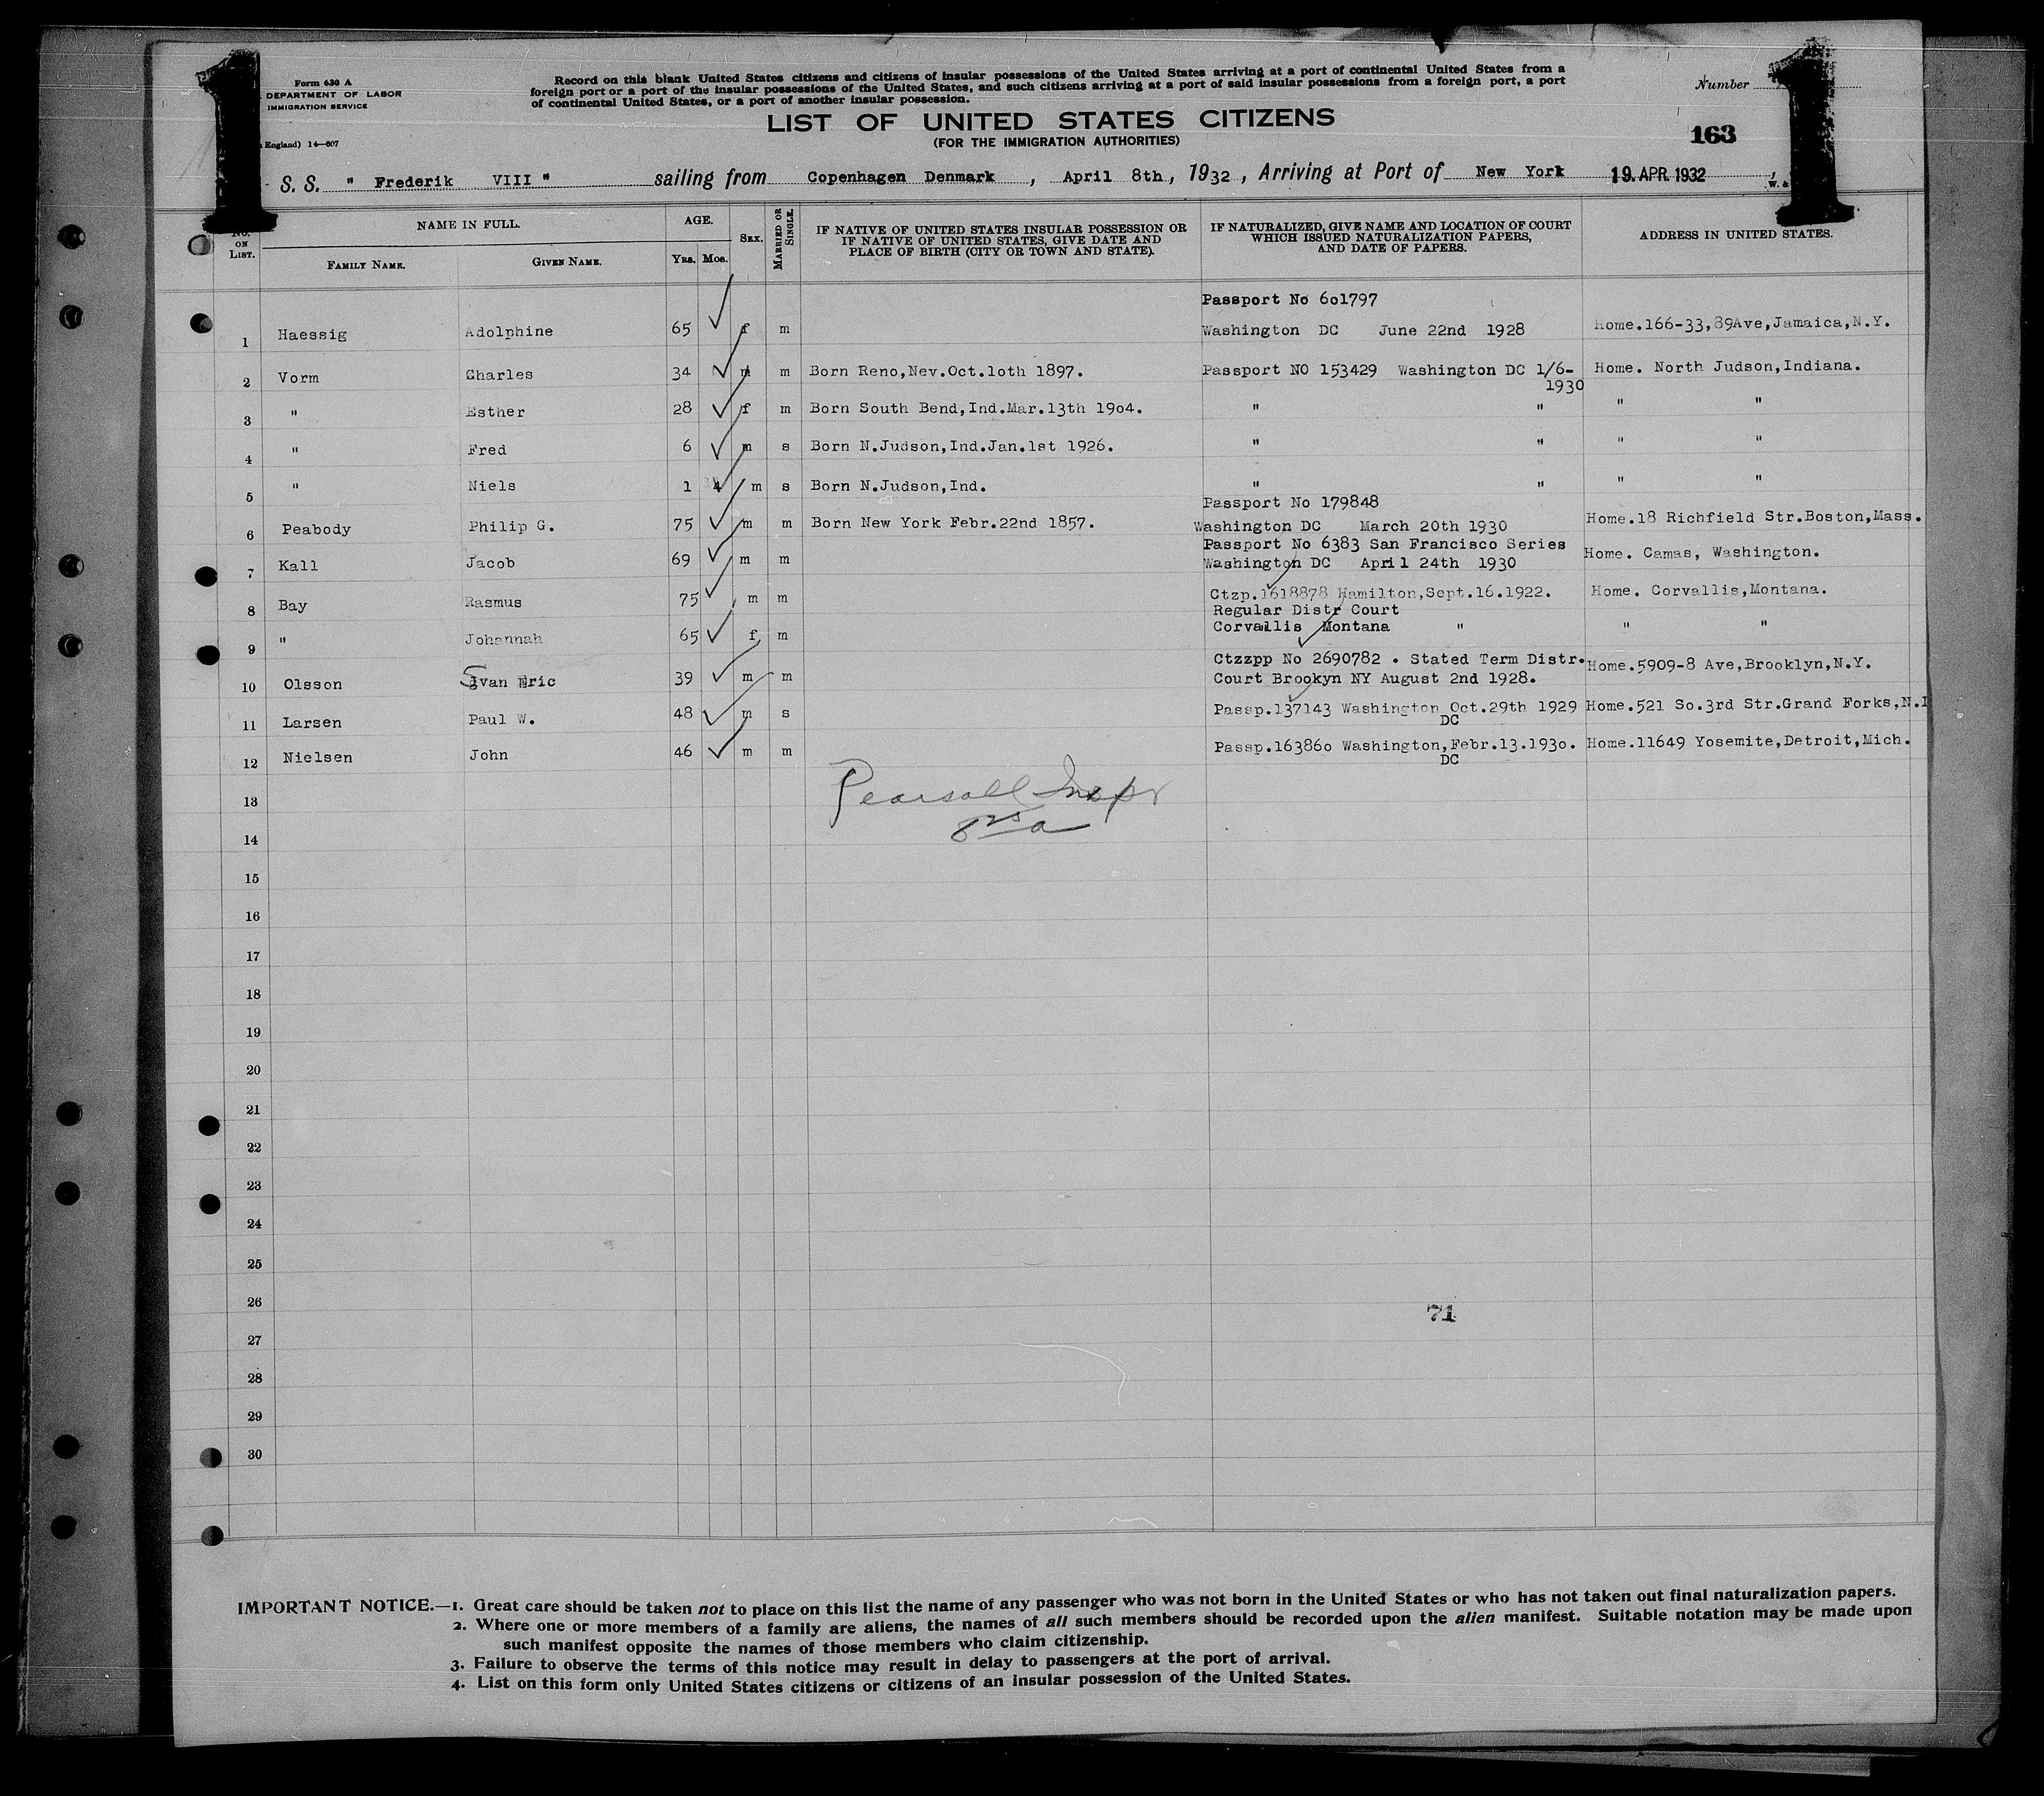 Form 630 A
DEPARTMENT OF LABOR
IMMIGRATION SERVICE
England) 14—607
Record on this blank United States citizens and citizens of insular possessions of the United States arriving at a port of continental United States from a
foreign port or a port of the insular possessions of the United States, and such citizens arriving at a port of said insular possessions from a foreign port, a port
of continental United States, or a port of another insular possession.
Number
1
1
LIST OF UNITED STATES CITIZENS
(FOR THE IMMIGRATION AUTHORITIES)
163
S. S. " Frederik VIII " sailing from Copenhagen Denmark , April 8th, 1932, Arriving at Port of New York 19. APR. 1932
No. ON LIST.
NAME IN FULL.
FAMILY NAME.
GIVEN NAME.
AGE.
YRS. MOS.
SEX.
MARRIED OR SINGLE.
IF NATIVE OF UNITED STATES INSULAR POSSESSION OR
IF NATIVE OF UNITED STATES, GIVE DATE AND
PLACE OF BIRTH (CITY OR TOWN AND STATE).
IF NATURALIZED, GIVE NAME AND LOCATION OF COURT
WHICH ISSUED NATURALIZATION PAPERS,
AND DATE OF PAPERS.
ADDRESS IN UNITED STATES.
Passport No 6o1797
1 Haessig Adolphine 65 f m Washington DC June 22nd 1928 Home.166-33,89Ave,Jamaica,N.Y.
2 Vorm Charles 34 m m Born Reno,Nev.Oct.1oth 1897. Passport NO 153429 Washington DC 1/6- Home. North Judson,Indiana.
1930
3 " Esther 28 f m Born South Bend,Ind.Mar.13th 19o4. " " " "
4 " Fred 6 m s Born N.Judson,Ind.Jan.1st 1926. " " " "
5 " Niels 1 4 m s Born N.Judson,Ind. " " " "
Passport No 179848
6 Peabody Philip G. 75 m m Born New York Febr.22nd 1857. Washington DC March 20th 1930 Home.18 Richfield Str.Boston,Mass.
Passport No 6383 San Francisco Series
7 Kall Jacob 69 m m Washington DC April 24th 1930 Home. Camas, Washington.
8 Bay Rasmus 75 m m Ctzp.1618878 Hamilton,Sept.16.1922. Home. Corvallis,Montana.
Regular Distr Court
9 " Johannah 65 f m Corvallis Montana " " "
Ctzzpp No 2690782 . Stated Term Distr. Home.5909-8 Ave,Brooklyn,N.Y.
10 Olsson Svan Eric 39 m m Court Brookyn NY August 2nd 1928.
11 Larsen Paul W. 48 m s Passp.137143 Washington Oct.29th 1929 Home.521 So.3rd Str.Grand Forks,N.
DC
12 Nielsen John 46 m m Passp.16386o Washington,Febr.13.193o. Home.11649 Yosemite,Detroit,Mich.
DC
Pearsall Inspr
13
14
15
16
17
18
19
20
21
22
23
24
25
26
71
27
28
29
30
IMPORTANT NOTICE.—1. Great care should be taken not to place on this list the name of any passenger who was not born in the United States or who has not taken out final naturalization papers.
2. Where one or more members of a family are aliens, the names of all such members should be recorded upon the alien manifest. Suitable notation may be made upon
such manifest opposite the names of those members who claim citizenship.
3. Failure to observe the terms of this notice may result in delay to passengers at the port of arrival.
4. List on this form only United States citizens or citizens of an insular possession of the United States.